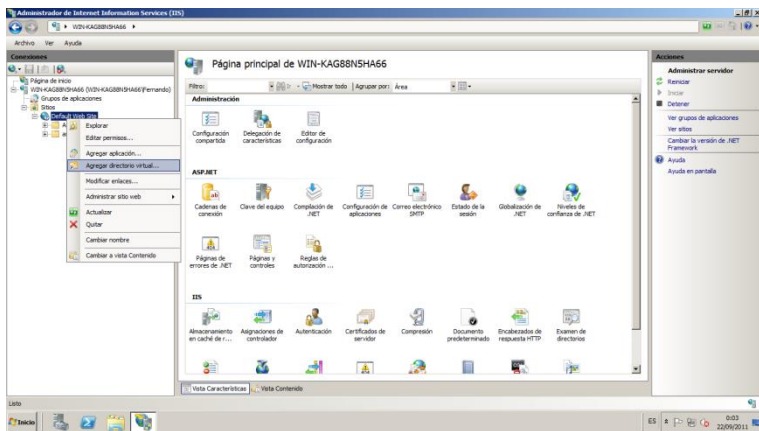 Administrador de Internet Information Services (IIS)
WIN-KAG88N5HA66
Archivo Ver Ayuda
Conexiones
Página de inicio
WIN-KAG88N5HA66 (WIN-KAG88N5HA66\Fernando)
Grupos de aplicaciones
Sitios
Default Web Site
Explorar
Editar permisos...
Agregar aplicación...
Agregar directorio virtual...
Modificar enlaces...
Administrar sitio web
Actualizar
Quitar
Cambiar nombre
Cambiar a vista Contenido
Página principal de WIN-KAG88N5HA66
Filtro: Ir Mostrar todo Agrupar por: Área
Administración
Configuración compartida
Delegación de características
Editor de configuración
ASP.NET
Cadenas de conexión
Clave del equipo
Compilación de .NET
Configuración de aplicaciones
Correo electrónico SMTP
Estado de la sesión
Globalización de .NET
Niveles de confianza de .NET
Páginas de errores de .NET
Páginas y controles
Reglas de autorización ...
IIS
Almacenamiento en caché de r...
Asignaciones de controlador
Autenticación
Certificados de servidor
Compresión
Documento predeterminado
Encabezados de respuesta HTTP
Examen de directorios
Vista Características
Vista Contenido
Acciones
Administrar servidor
Reiniciar
Iniciar
Detener
Ver grupos de aplicaciones
Ver sitios
Cambiar la versión de .NET
Framework
Ayuda
Ayuda en pantalla
Listo
Inicio
ES
0:03
22/09/2011